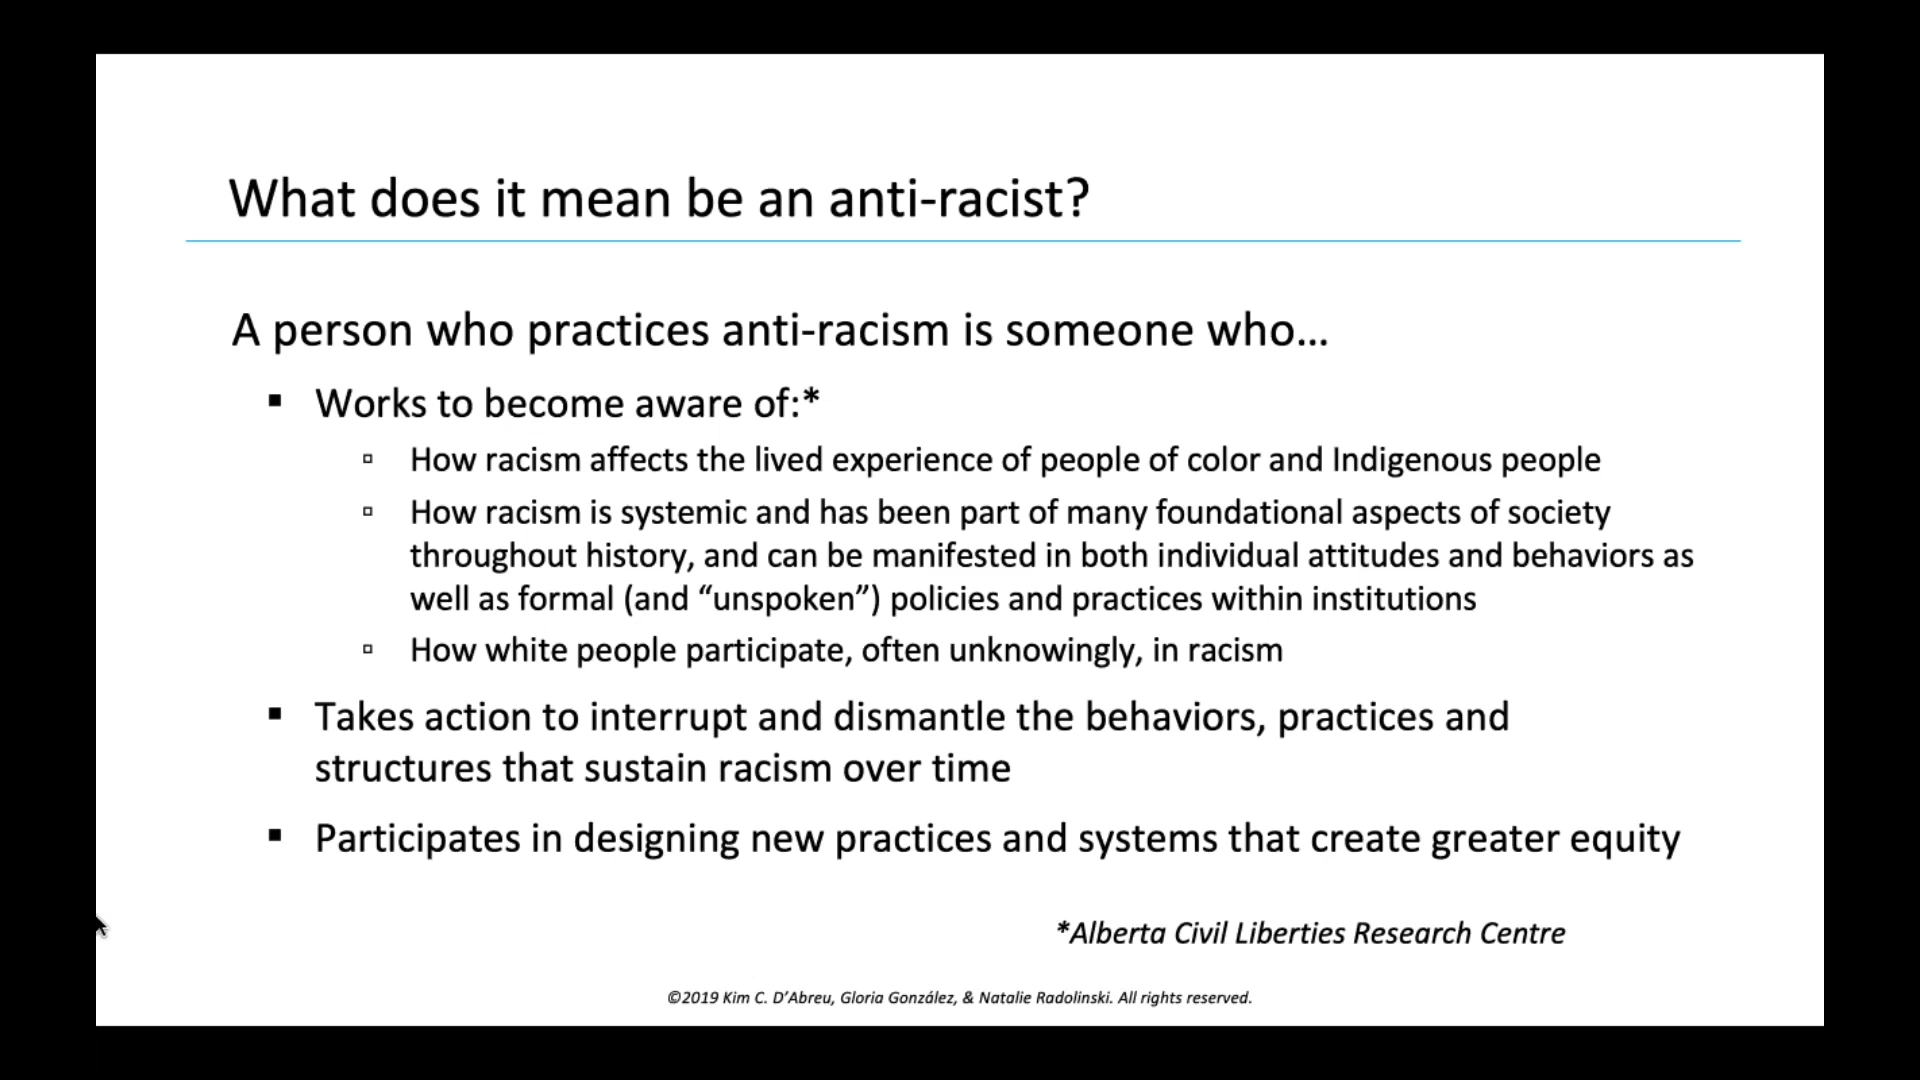 What does it mean be an anti-racist?
A person who practices anti-racism is someone who...
▪ Works to become aware of:*
▫ How racism affects the lived experience of people of color and Indigenous people
▫ How racism is systemic and has been part of many foundational aspects of society
throughout history, and can be manifested in both individual attitudes and behaviors as
well as formal (and “unspoken”) policies and practices within institutions
▫ How white people participate, often unknowingly, in racism
▪ Takes action to interrupt and dismantle the behaviors, practices and
structures that sustain racism over time
▪ Participates in designing new practices and systems that create greater equity
*Alberta Civil Liberties Research Centre
©2019 Kim C. D’Abreu, Gloria González, & Natalie Radolinski. All rights reserved.